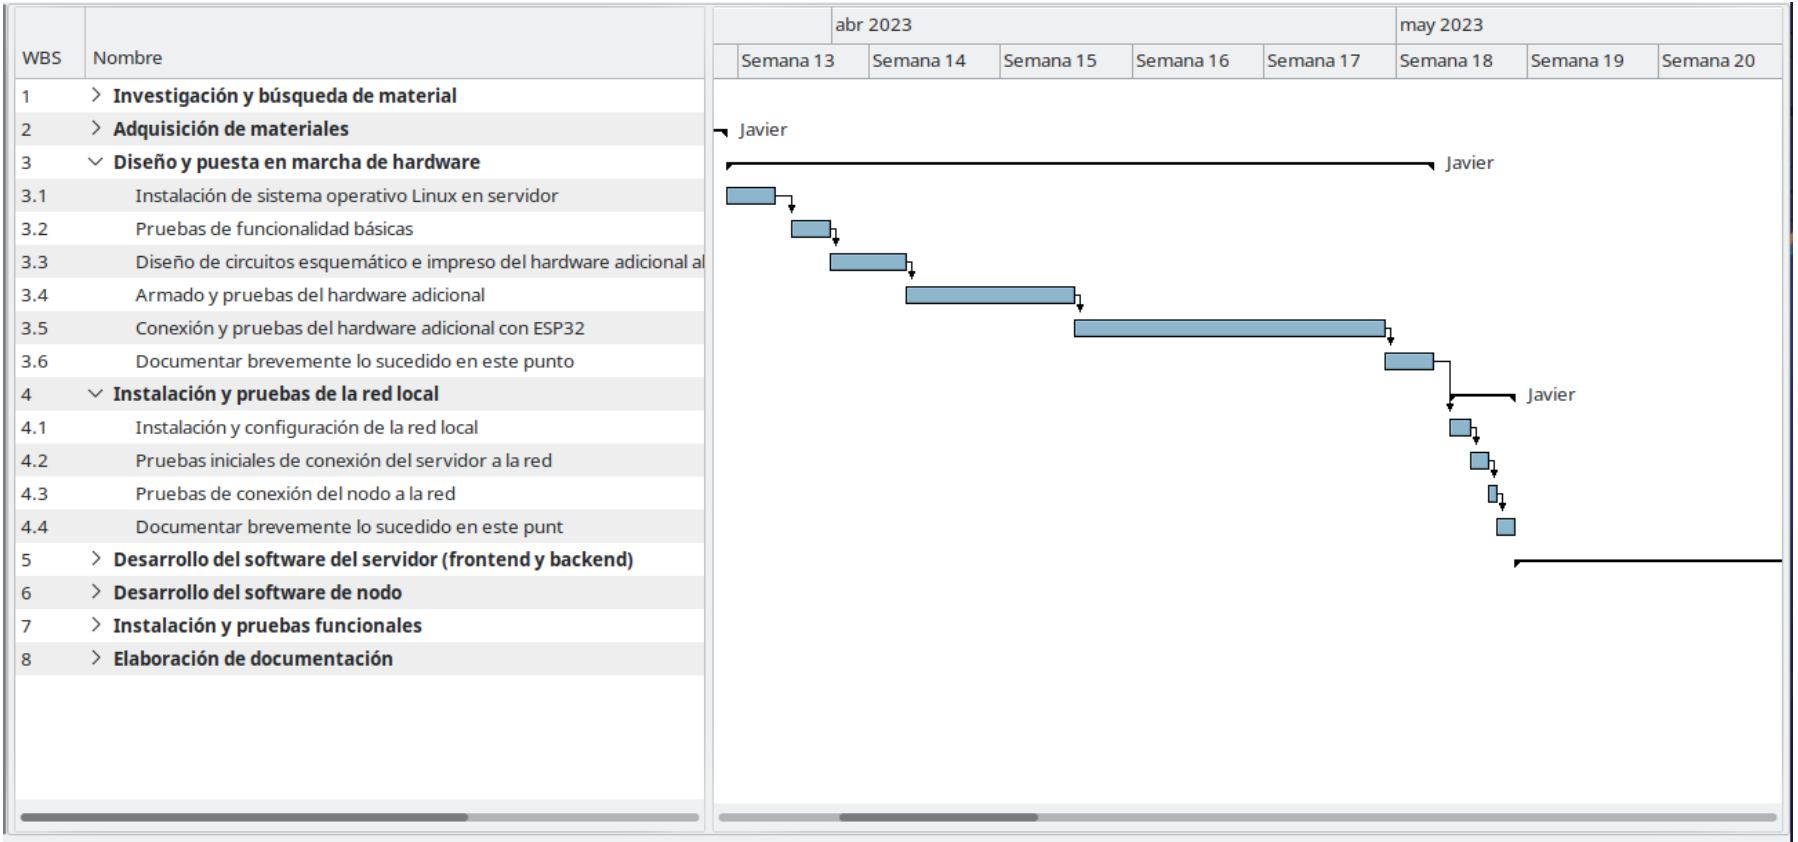 abr 2023 may 2023
WBS Nombre Semana 13 Semana 14 Semana 15 Semana 16 Semana 17 Semana 18 Semana 19 Semana 20
1 Investigación y búsqueda de material
2 Adquisición de materiales Javier
3 Diseño y puesta en marcha de hardware Javier
3.1 Instalación de sistema operativo Linux en servidor
3.2 Pruebas de funcionalidad básicas
3.3 Diseño de circuitos esquemático e impreso del hardware adicional al
3.4 Armado y pruebas del hardware adicional
3.5 Conexión y pruebas del hardware adicional con ESP32
3.6 Documentar brevemente lo sucedido en este punto
4 Instalación y pruebas de la red local Javier
4.1 Instalación y configuración de la red local
4.2 Pruebas iniciales de conexión del servidor a la red
4.3 Pruebas de conexión del nodo a la red
4.4 Documentar brevemente lo sucedido en este punt
5 Desarrollo del software del servidor (frontend y backend)
6 Desarrollo del software de nodo
7 Instalación y pruebas funcionales
8 Elaboración de documentación